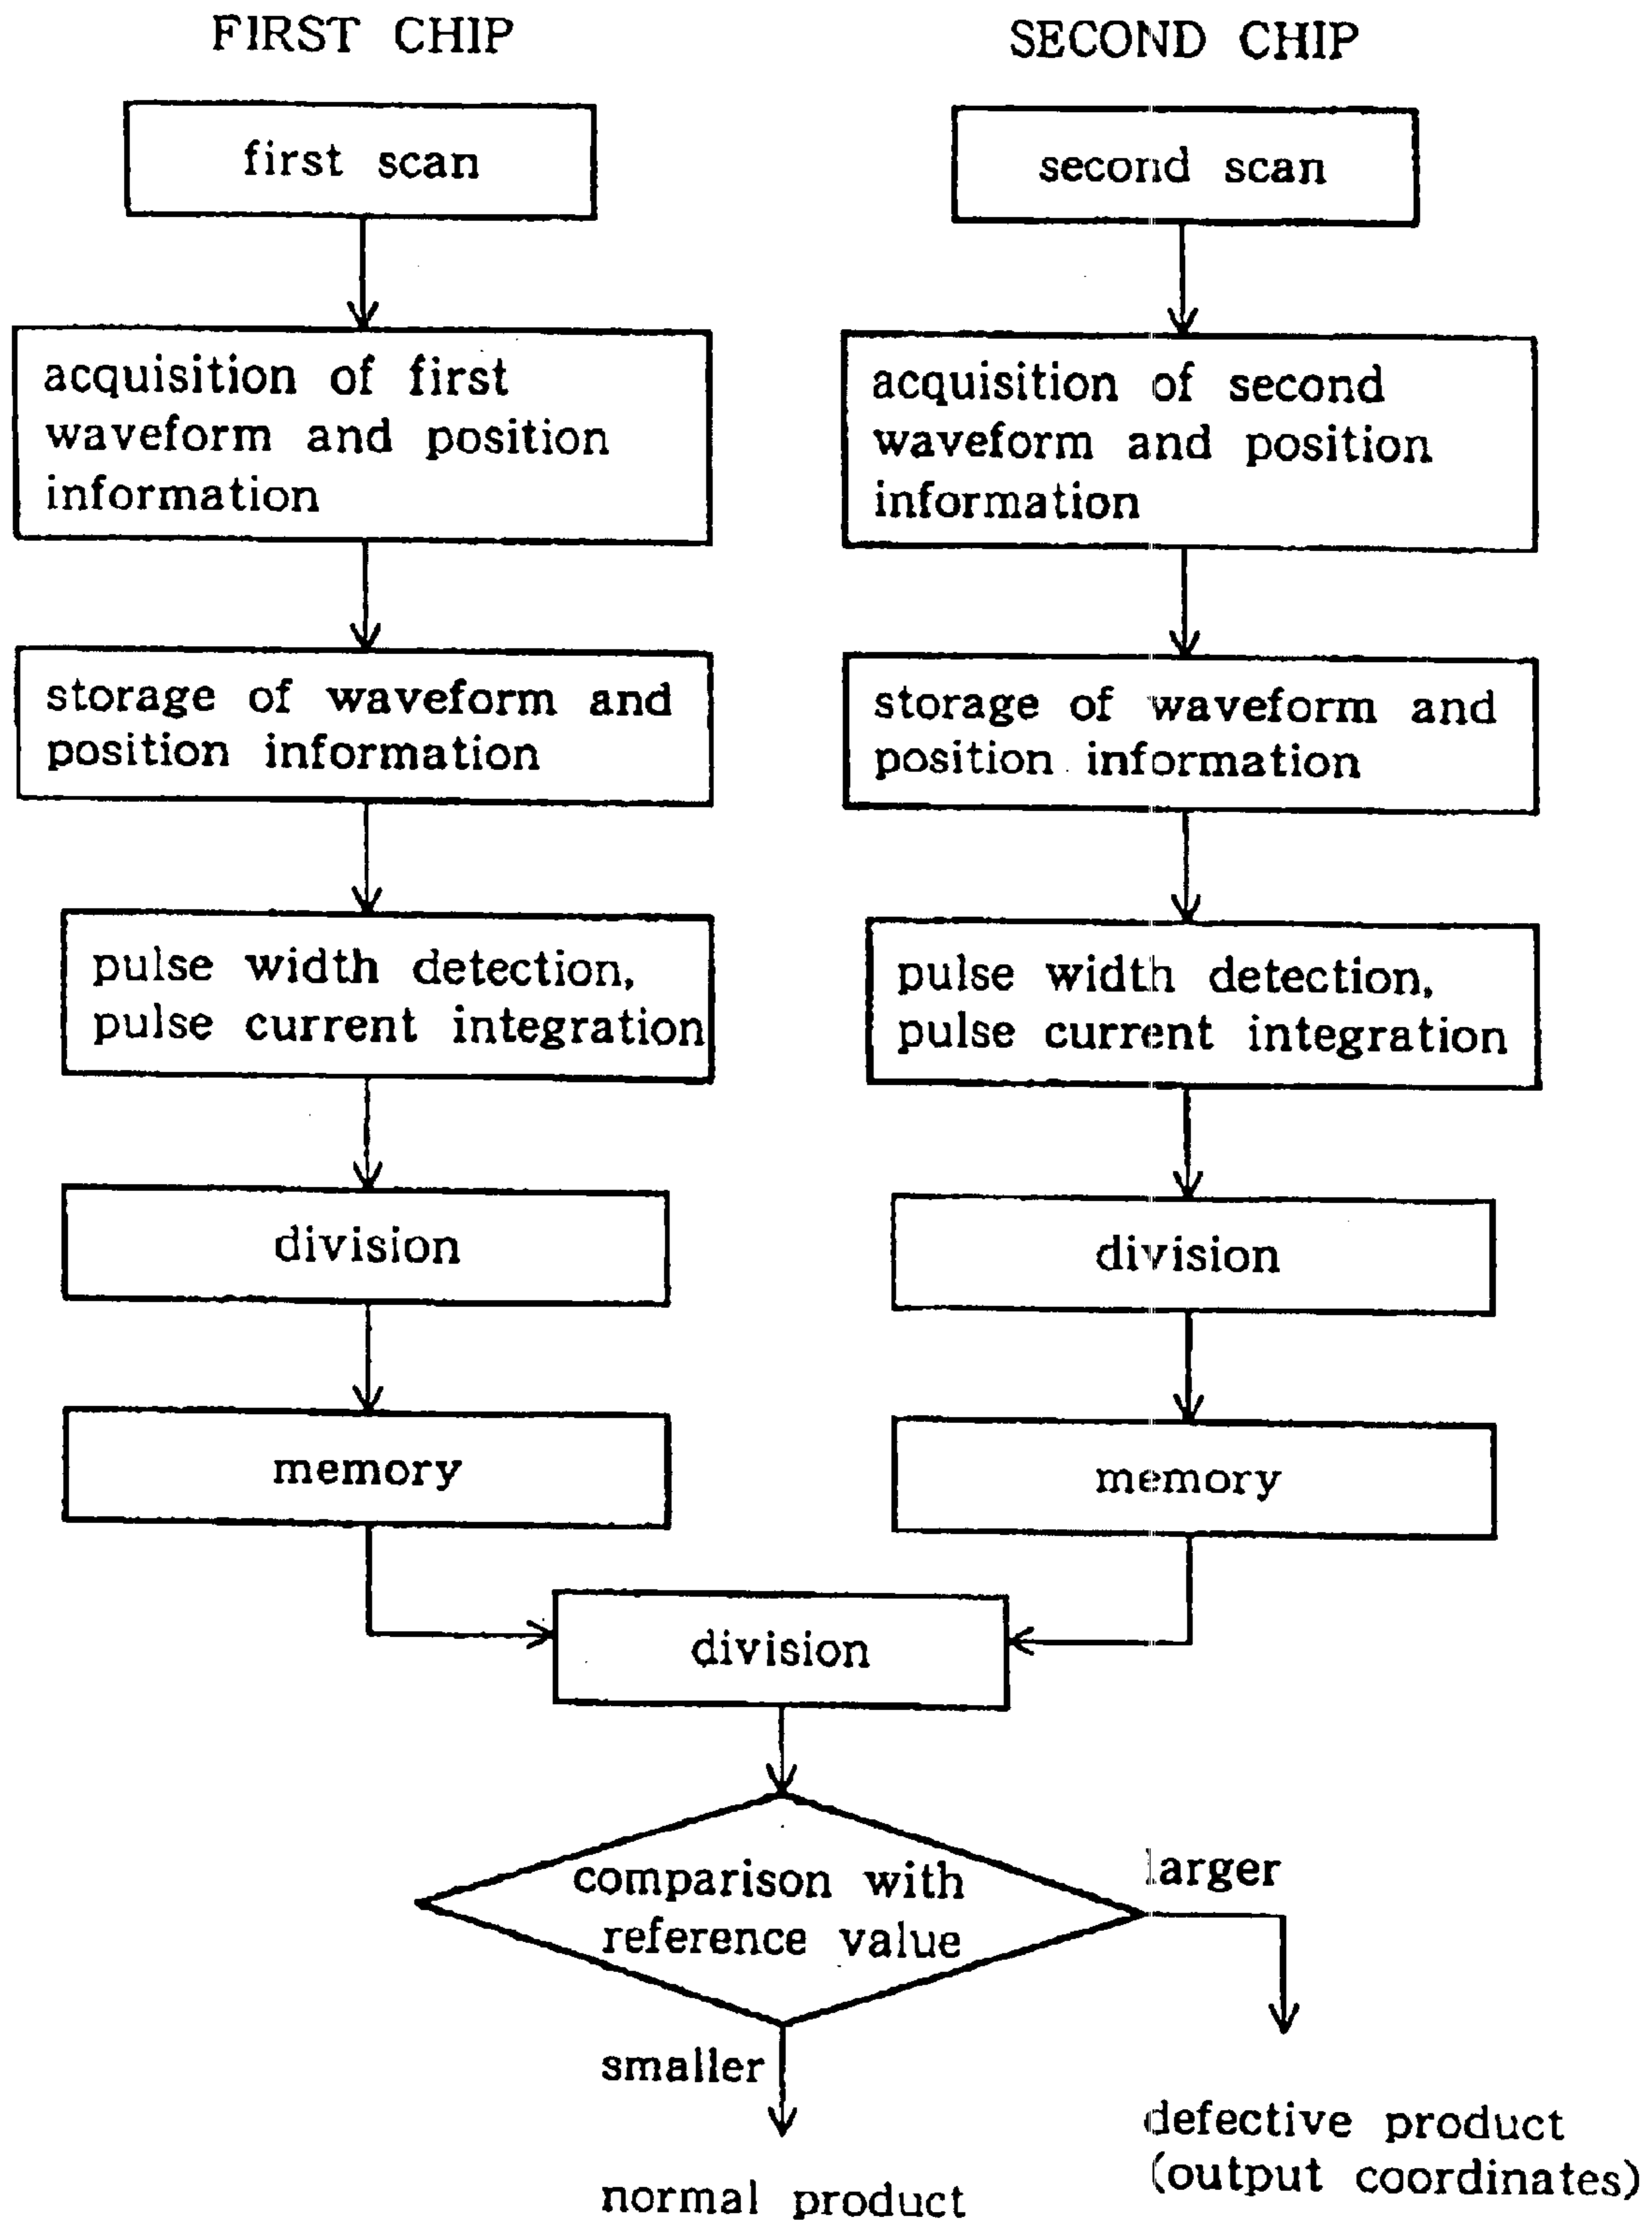 FIRST CHIP
first scan
acquisition of first
waveform and position
information
storage of waveform and
position information
pulse width detection,
pulse current integration
division
memory
SECOND CHIP
second scan
acquisition of second
waveform and position
information
storage of waveform and
position information
pulse width detection,
pulse current integration
division
memory
division
comparison with
reference value
larger
smaller
defective product
(output coordinates)
normal product